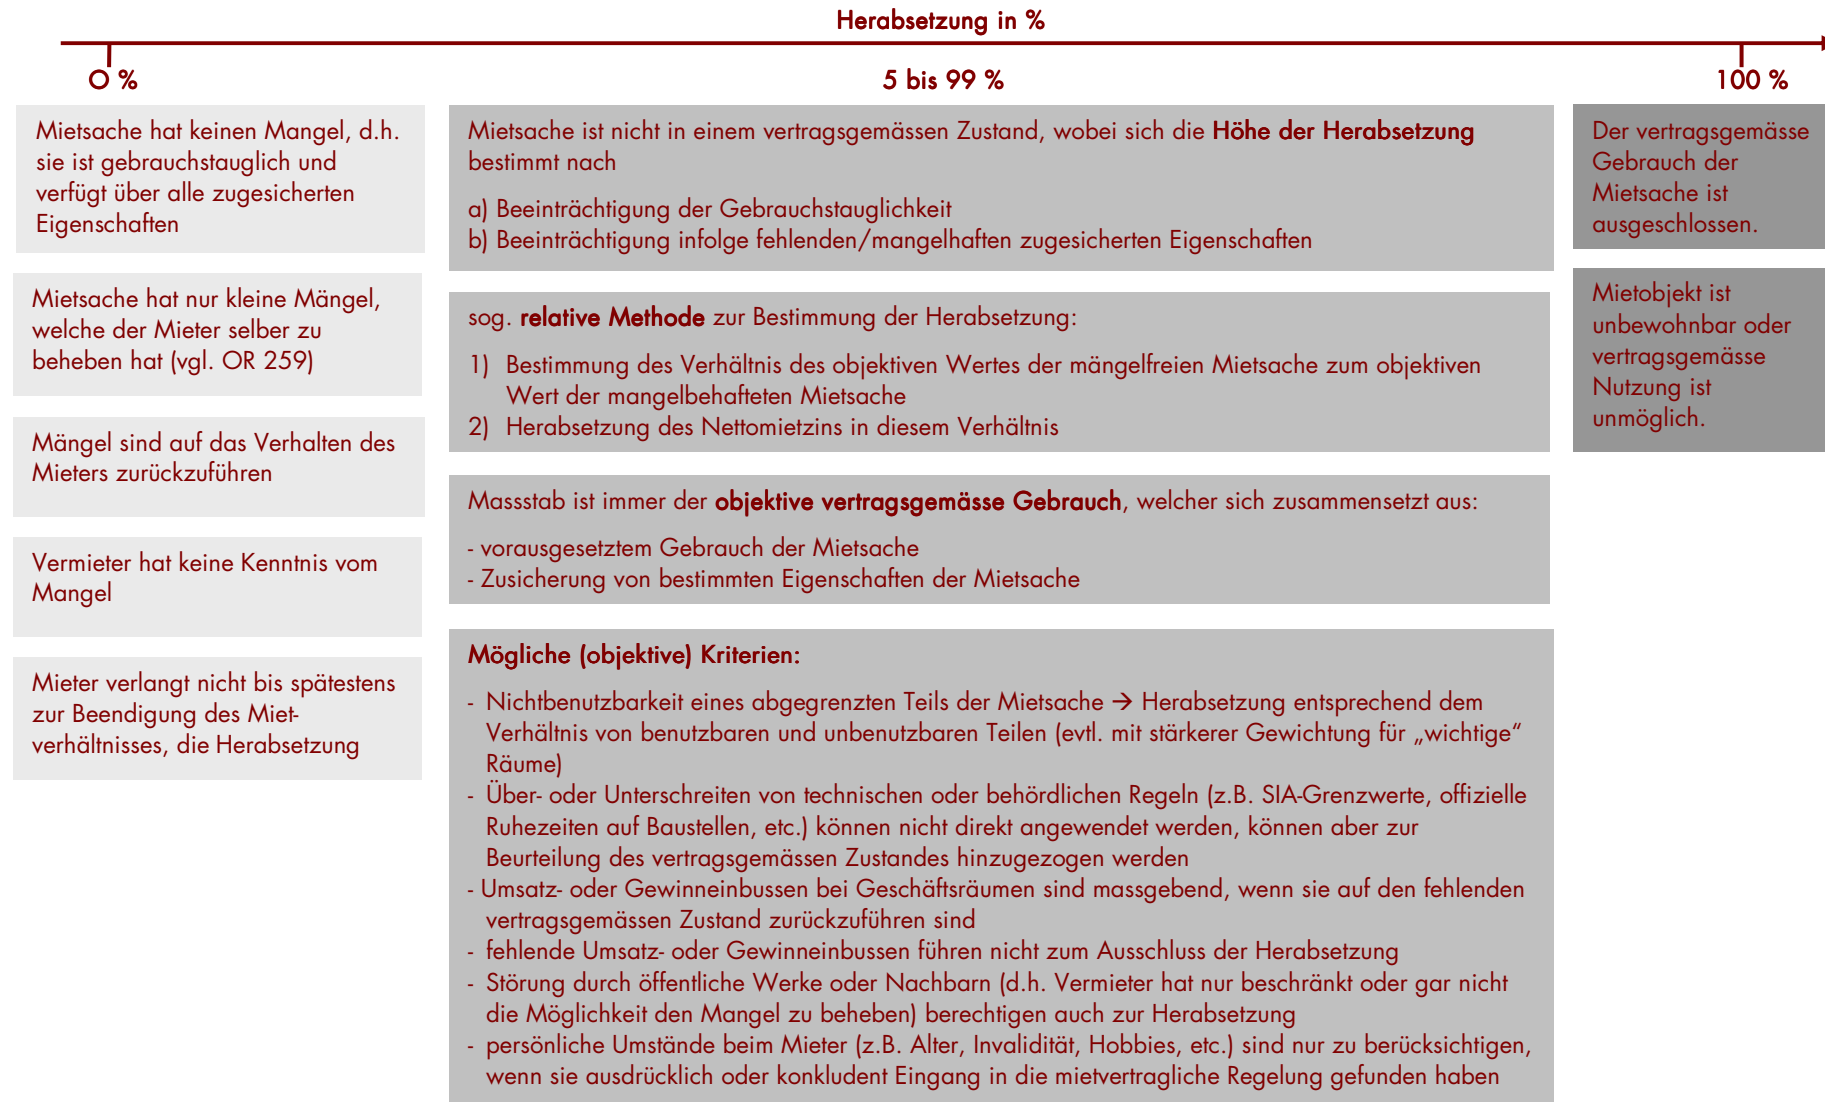 Herabsetzung in %
O %
5 bis 99 %
100 %
Mietsache hat keinen Mangel, d.h.
sie ist gebrauchstauglich und
verfügt über alle zugesicherten
Eigenschaften
Mietsache hat nur kleine Mängel,
welche der Mieter selber zu
beheben hat (vgl. OR 259)
Mängel sind auf das Verhalten des
Mieters zurückzuführen
Vermieter hat keine Kenntnis vom
Mangel
Mieter verlangt nicht bis spätestens
zur Beendigung des Miet-
verhältnisses, die Herabsetzung
Mietsache ist nicht in einem vertragsgemässen Zustand, wobei sich die Höhe der Herabsetzung
bestimmt nach
a) Beeinträchtigung der Gebrauchstauglichkeit
b) Beeinträchtigung infolge fehlenden/mangelhaften zugesicherten Eigenschaften
sog. relative Methode zur Bestimmung der Herabsetzung:
1) Bestimmung des Verhältnis des objektiven Wertes der mängelfreien Mietsache zum objektiven
Wert der mangelbehafteten Mietsache
2) Herabsetzung des Nettomietzins in diesem Verhältnis
Massstab ist immer der objektive vertragsgemässe Gebrauch, welcher sich zusammensetzt aus:
- vorausgesetztem Gebrauch der Mietsache
- Zusicherung von bestimmten Eigenschaften der Mietsache
Mögliche (objektive) Kriterien:
- Nichtbenutzbarkeit eines abgegrenzten Teils der Mietsache → Herabsetzung entsprechend dem
Verhältnis von benutzbaren und unbenutzbaren Teilen (evtl. mit stärkerer Gewichtung für „wichtige“
Räume)
- Über- oder Unterschreiten von technischen oder behördlichen Regeln (z.B. SIA-Grenzwerte, offizielle
Ruhezeiten auf Baustellen, etc.) können nicht direkt angewendet werden, können aber zur
Beurteilung des vertragsgemässen Zustandes hinzugezogen werden
- Umsatz- oder Gewinneinbussen bei Geschäftsräumen sind massgebend, wenn sie auf den fehlenden
vertragsgemässen Zustand zurückzuführen sind
- fehlende Umsatz- oder Gewinneinbussen führen nicht zum Ausschluss der Herabsetzung
- Störung durch öffentliche Werke oder Nachbarn (d.h. Vermieter hat nur beschränkt oder gar nicht
die Möglichkeit den Mangel zu beheben) berechtigen auch zur Herabsetzung
- persönliche Umstände beim Mieter (z.B. Alter, Invalidität, Hobbies, etc.) sind nur zu berücksichtigen,
wenn sie ausdrücklich oder konkludent Eingang in die mietvertragliche Regelung gefunden haben
Der vertragsgemässe
Gebrauch der
Mietsache ist
ausgeschlossen.
Mietobjekt ist
unbewohnbar oder
vertragsgemässe
Nutzung ist
unmöglich.